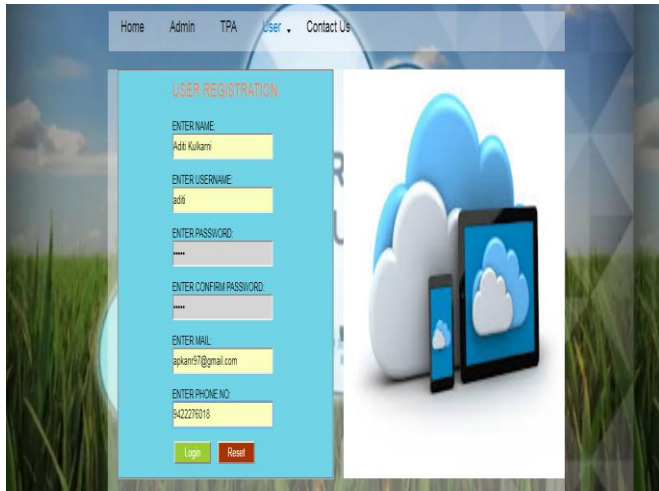 Home Admin TPA User Contact Us
USER REGISTRATION
ENTER NAME:
Aditi Kulkarni
ENTER USERNAME:
aditi
ENTER PASSWORD:
•••••
ENTER CONFIRM PASSWORD:
•••••
ENTER MAIL:
apkanr97@gmail.com
ENTER PHONE NO:
9422276018
Login Reset